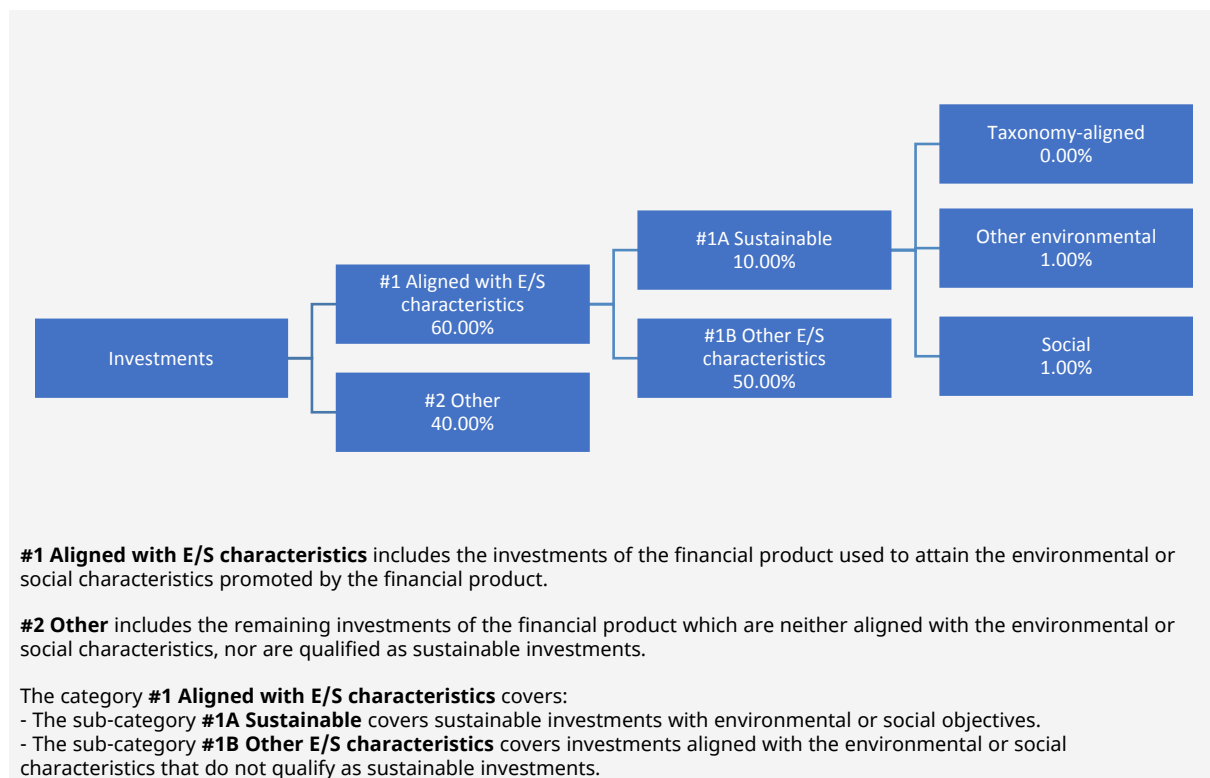 Investments
#1 Aligned with E/S
characteristics
60.00%
#2 Other
40.00%
#1A Sustainable
10.00%
#1B Other E/S
characteristics
50.00%
Taxonomy-aligned
0.00%
Other environmental
1.00%
Social
1.00%
#1 Aligned with E/S characteristics includes the investments of the financial product used to attain the environmental or
social characteristics promoted by the financial product.
#2 Other includes the remaining investments of the financial product which are neither aligned with the environmental or
social characteristics, nor are qualified as sustainable investments.
The category #1 Aligned with E/S characteristics covers:
- The sub-category #1A Sustainable covers sustainable investments with environmental or social objectives.
- The sub-category #1B Other E/S characteristics covers investments aligned with the environmental or social
characteristics that do not qualify as sustainable investments.